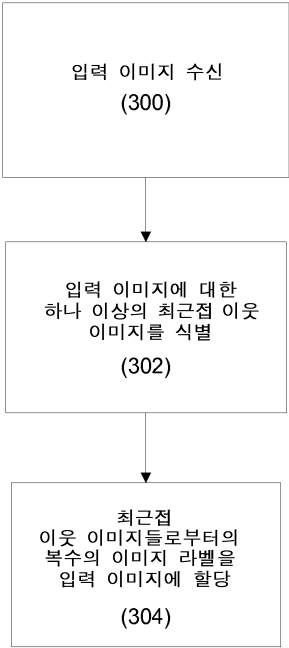 입력 이미지 수신
(300)
입력 이미지에 대한
하나 이상의 최근접 이웃
이미지를 식별
(302)
최근접
이웃 이미지들로부터의
복수의 이미지 라벨을
입력 이미지에 할당
(304)